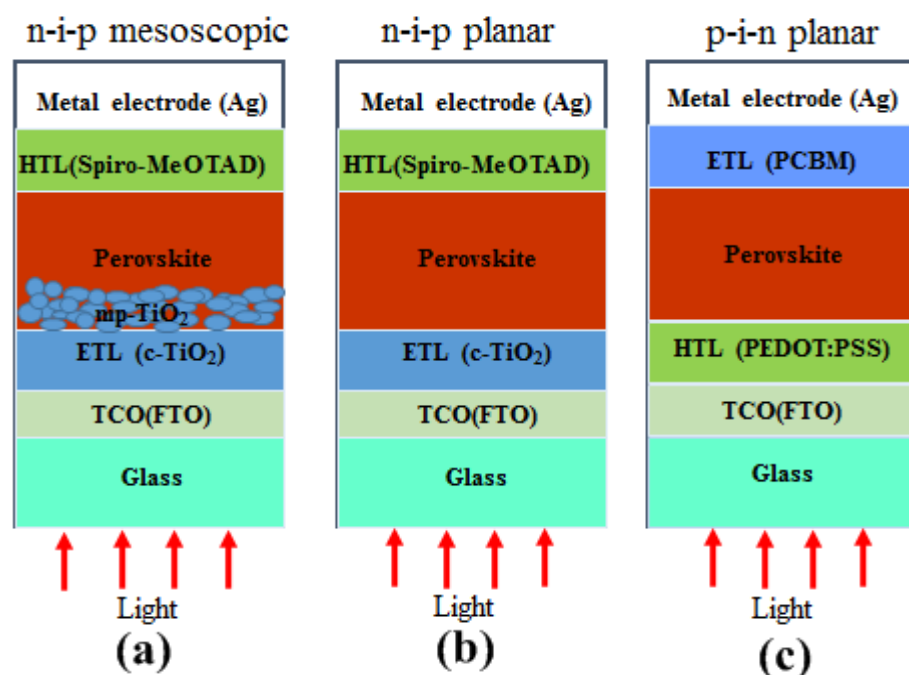 n-i-p mesoscopic
Metal electrode (Ag)
HTL(Spiro-MeOTAD)
Perovskite
mp-TiO₂
ETL (c-TiO₂)
TCO(FTO)
Glass
Light
(a)
n-i-p planar
Metal electrode (Ag)
HTL(Spiro-MeOTAD)
Perovskite
ETL (c-TiO₂)
TCO(FTO)
Glass
Light
(b)
p-i-n planar
Metal electrode (Ag)
ETL (PCBM)
Perovskite
HTL (PEDOT:PSS)
TCO(FTO)
Glass
Light
(c)